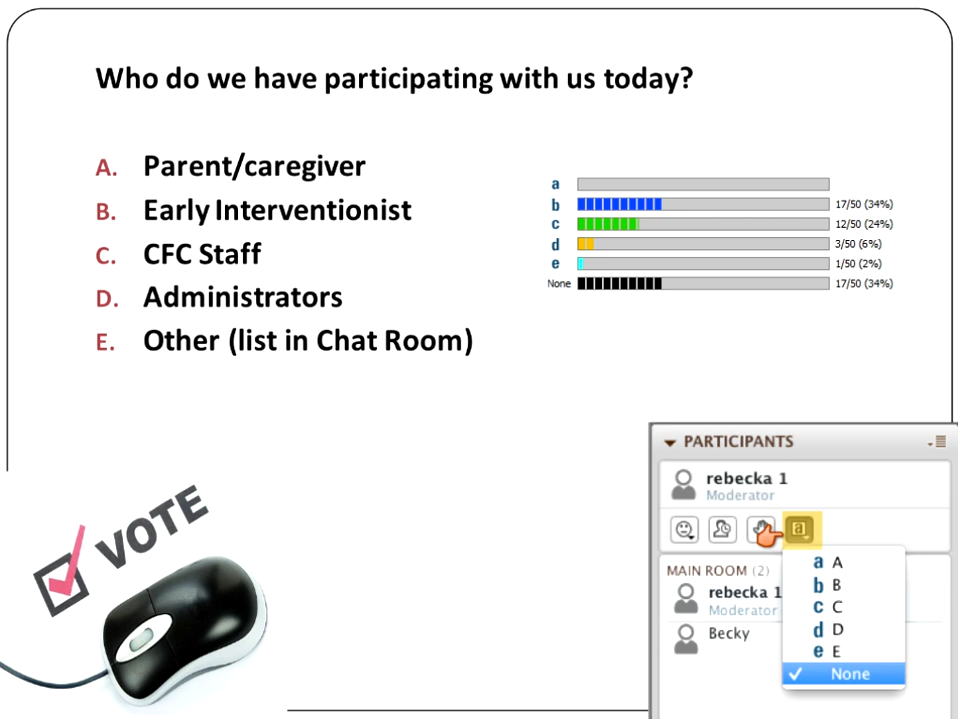 Who do we have participating with us today?
A. Parent/caregiver
B. Early Interventionist
C. CFC Staff
D. Administrators
E. Other (list in Chat Room)
a
b 17/50 (34%)
c 12/50 (24%)
d 3/50 (6%)
e 1/50 (2%)
None 17/50 (34%)
VOTE
PARTICIPANTS
rebecka 1
Moderator
a
MAIN ROOM (2)
rebecka 1
Moderator
Becky
a A
b B
c C
d D
e E
None